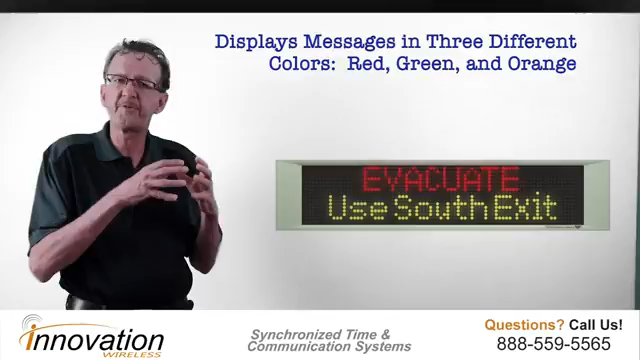 Displays Messages in Three Different
Colors: Red, Green, and Orange
EVACUATE
Use South Exit
innovation
WIRELESS
Synchronized Time &
Communication Systems
Questions? Call Us!
888-559-5565